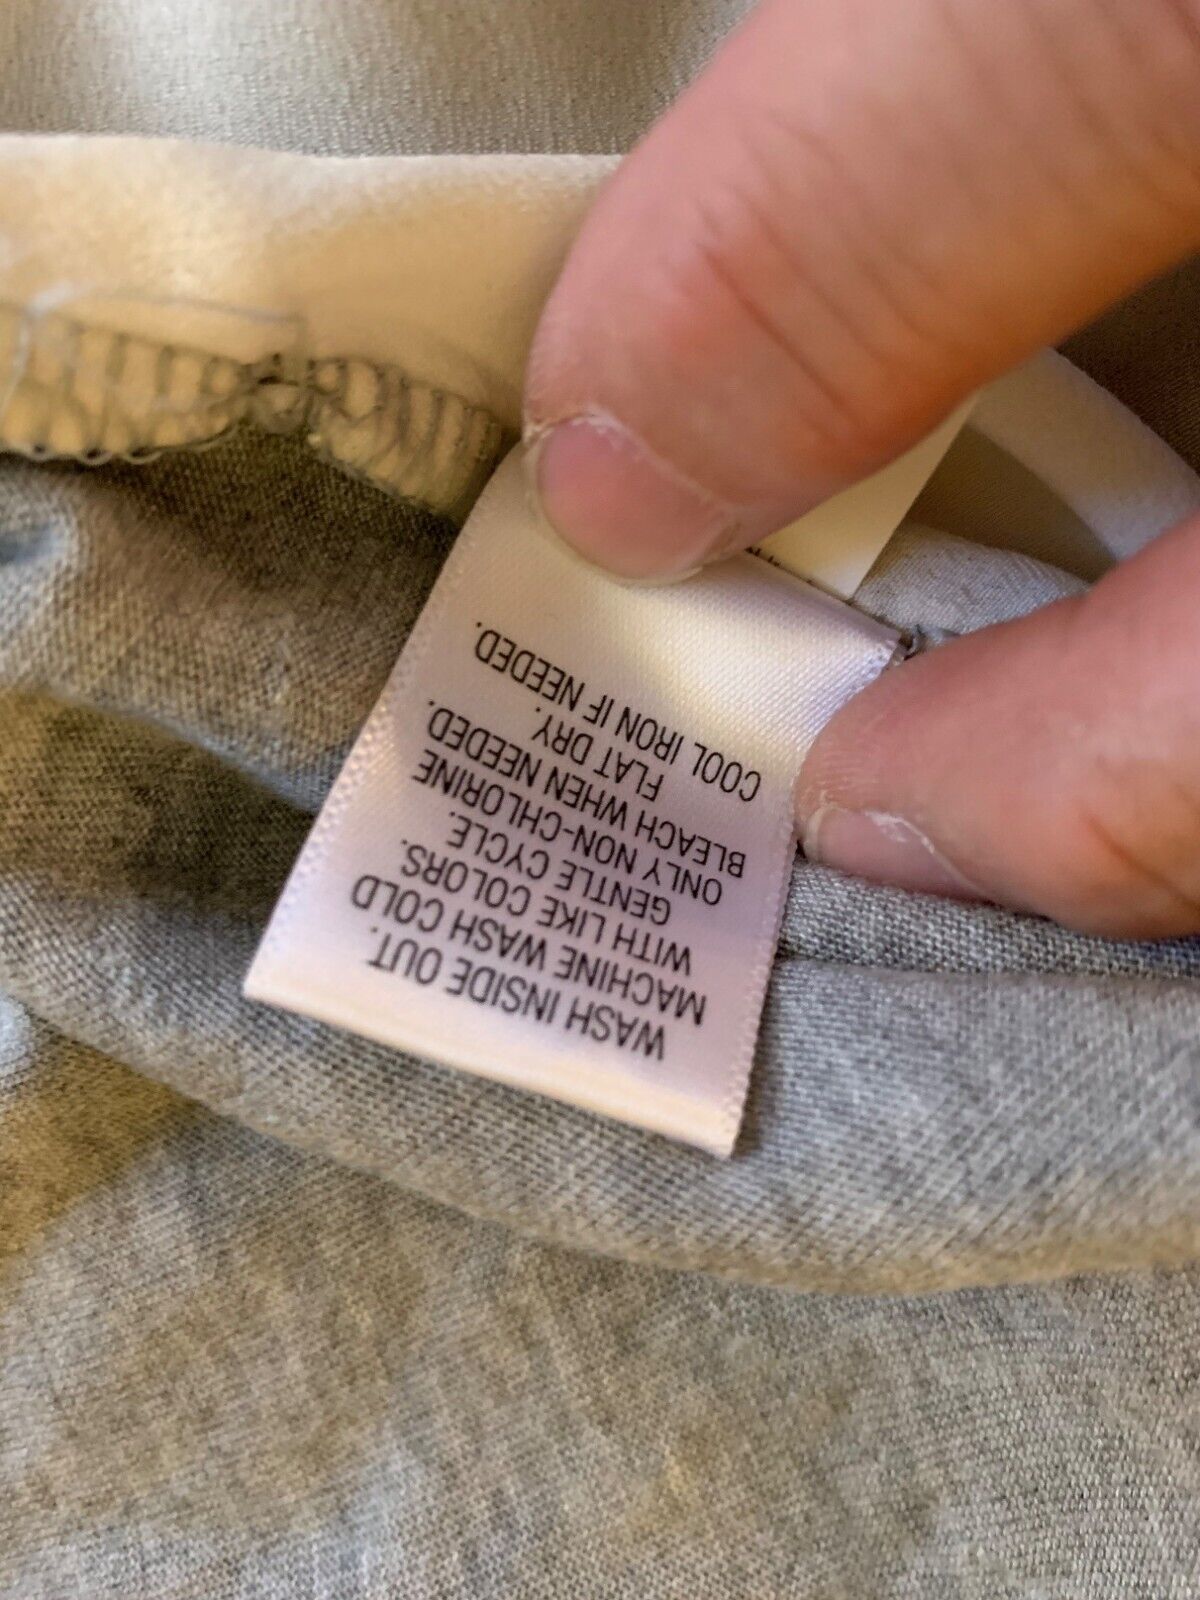 WASH INSIDE OUT.
MACHINE WASH COLD
WITH LIKE COLORS.
GENTLE CYCLE.
ONLY NON-CHLORINE
BLEACH WHEN NEEDED.
FLAT DRY.
COOL IRON IF NEEDED.